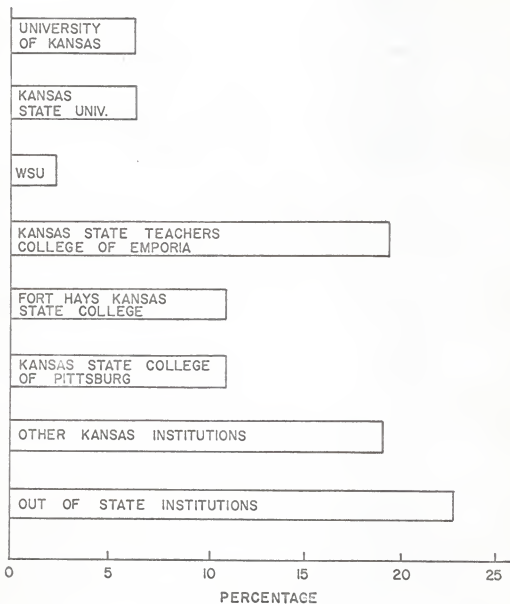 UNIVERSITY
OF KANSAS
KANSAS
STATE UNIV.
WSU
KANSAS STATE TEACHERS
COLLEGE OF EMPORIA
FORT HAYS KANSAS
STATE COLLEGE
KANSAS STATE COLLEGE
OF PITTSBURG
OTHER KANSAS INSTITUTIONS
OUT OF STATE INSTITUTIONS
0 5 10 15 20 25
PERCENTAGE